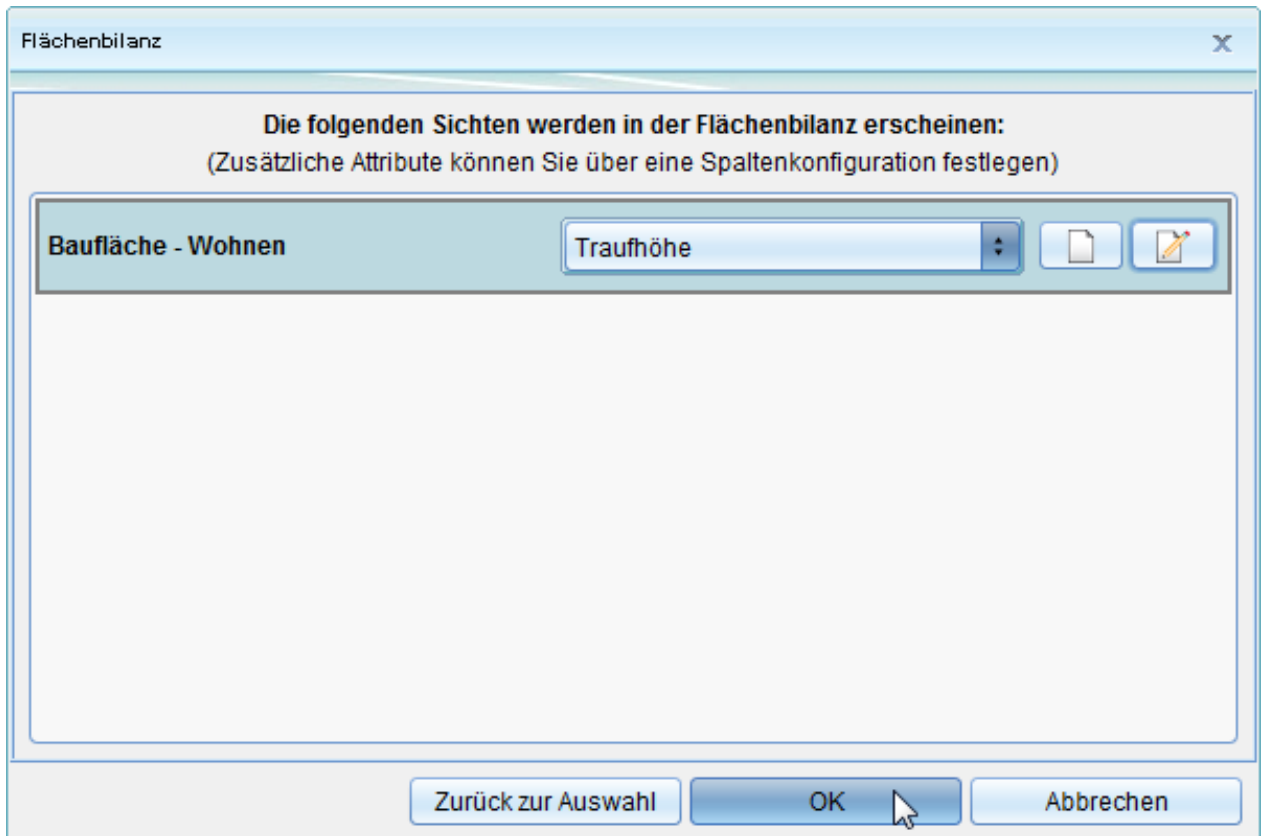 Flächenbilanz
Die folgenden Sichten werden in der Flächenbilanz erscheinen:
(Zusätzliche Attribute können Sie über eine Spaltenkonfiguration festlegen)
Baufläche - Wohnen
Traufhöhe
Zurück zur Auswahl
OK
Abbrechen